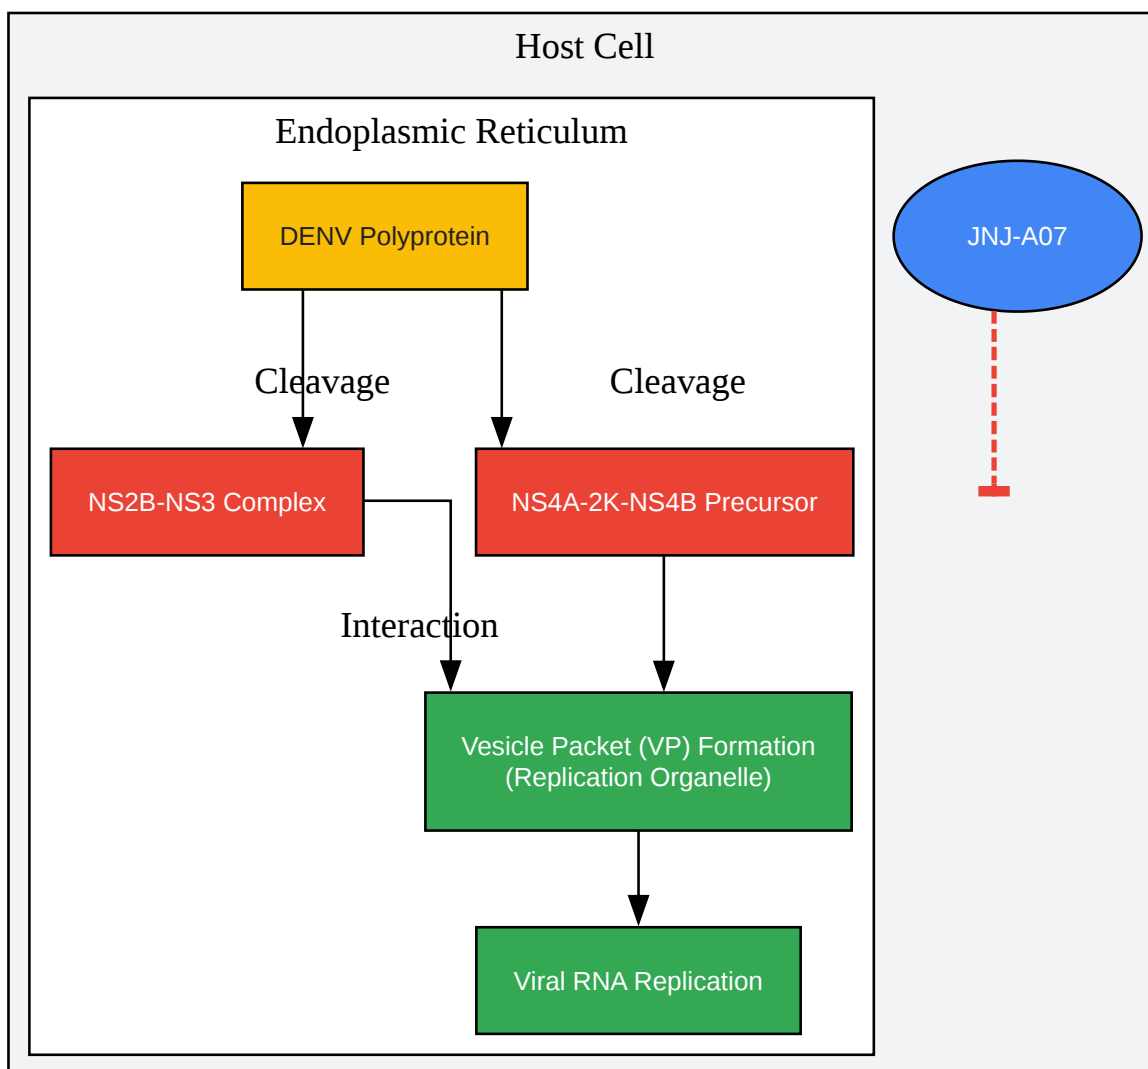 Host Cell
Endoplasmic Reticulum
DENV Polyprotein
JNJ-A07
Cleavage
Cleavage
NS2B-NS3 Complex
NS4A-2K-NS4B Precursor
Interaction
Vesicle Packet (VP) Formation
(Replication Organelle)
Viral RNA Replication